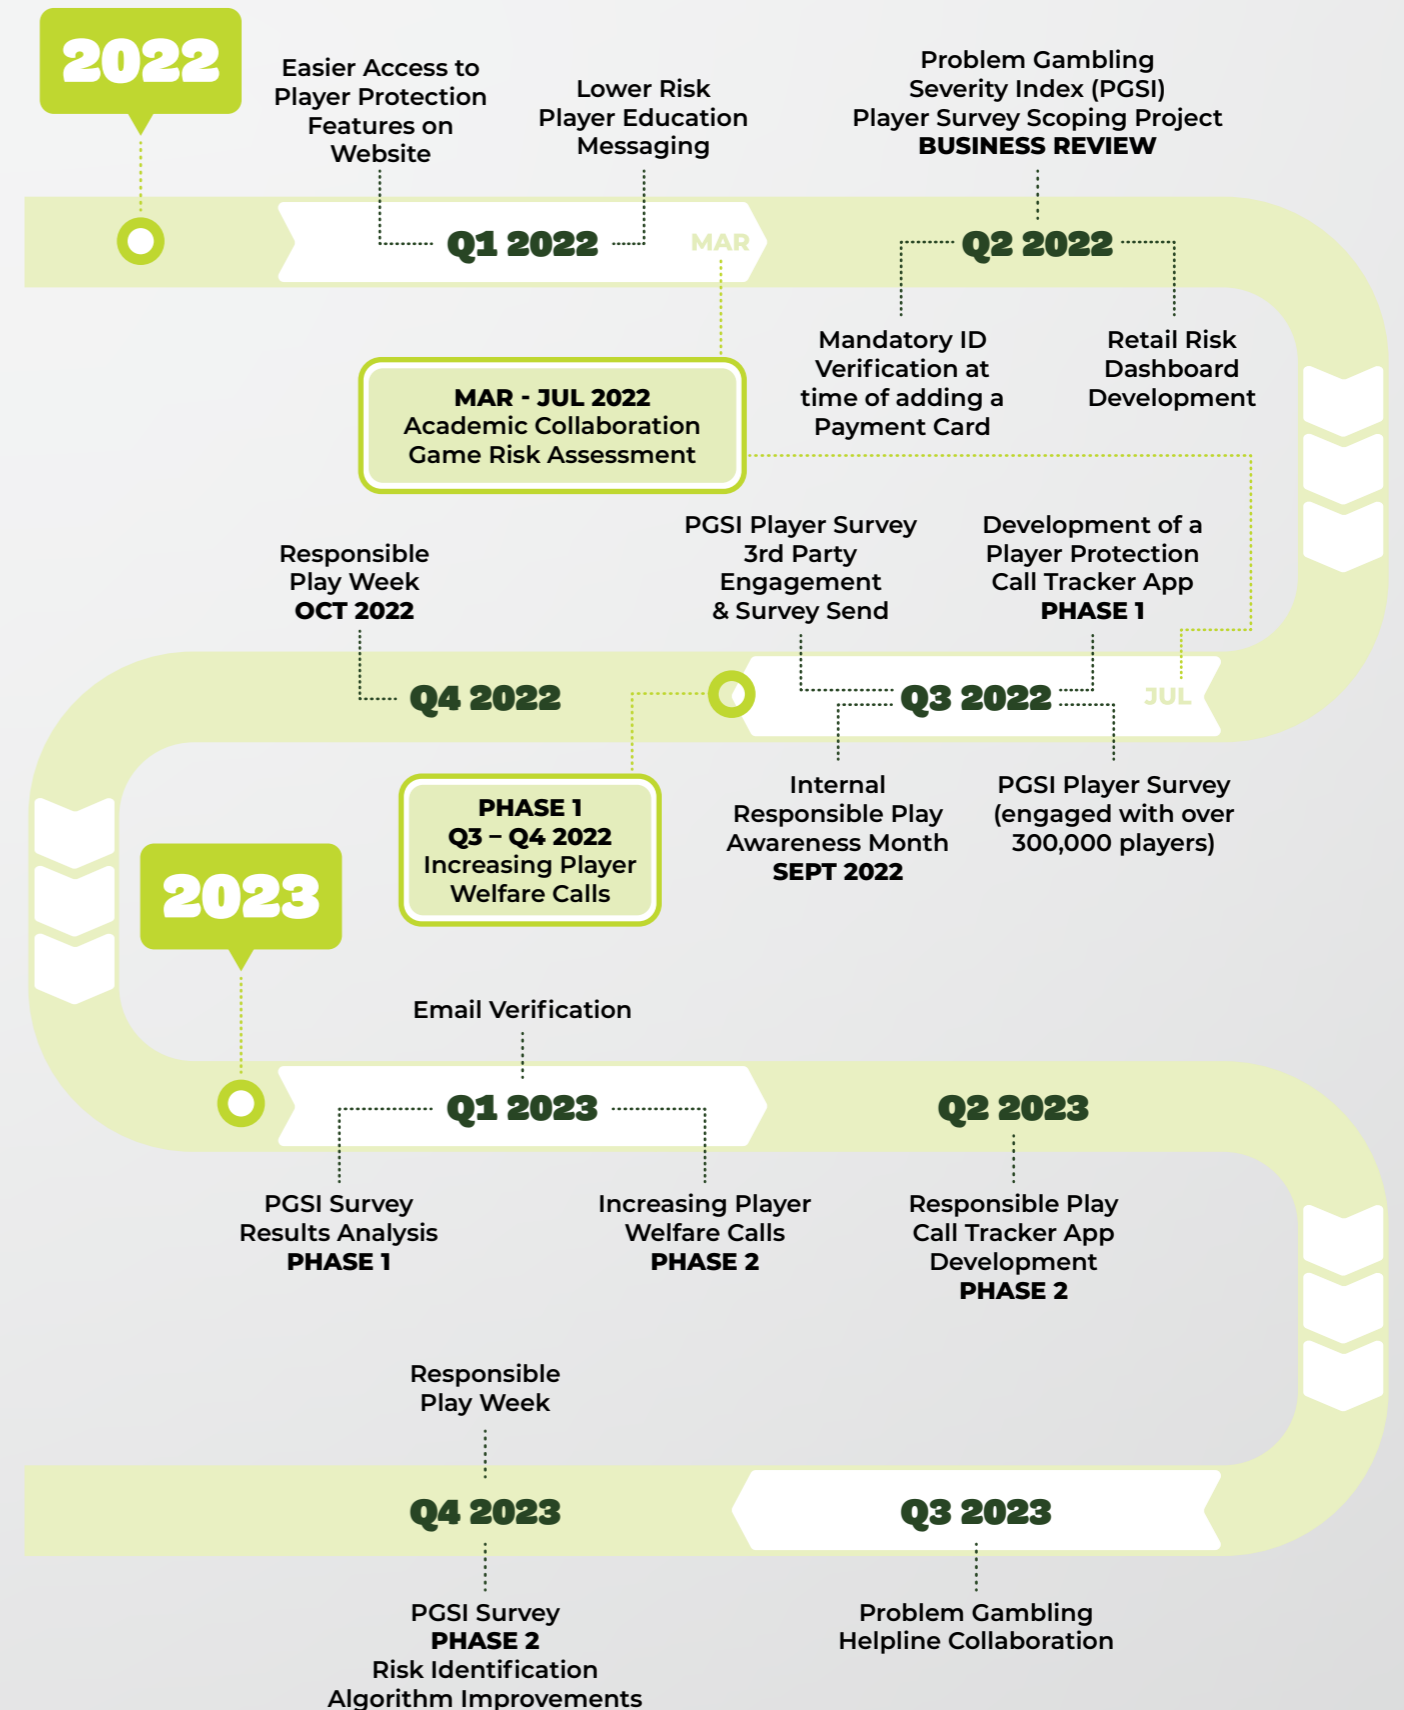 2022
Easier Access to
Player Protection
Features on
Website
Lower Risk
Player Education
Messaging
Problem Gambling
Severity Index (PGSI)
Player Survey Scoping Project
BUSINESS REVIEW
Q1 2022
MAR
Q2 2022
MAR - JUL 2022
Academic Collaboration
Game Risk Assessment
Mandatory ID
Verification at
time of adding a
Payment Card
Retail Risk
Dashboard
Development
Responsible
Play Week
OCT 2022
PGSI Player Survey
3rd Party
Engagement
& Survey Send
Development of a
Player Protection
Call Tracker App
PHASE 1
Q4 2022
Q3 2022
JUL
PHASE 1
Q3 – Q4 2022
Increasing Player
Welfare Calls
Internal
Responsible Play
Awareness Month
SEPT 2022
PGSI Player Survey
(engaged with over
300,000 players)
2023
Email Verification
Q1 2023
Q2 2023
PGSI Survey
Results Analysis
PHASE 1
Increasing Player
Welfare Calls
PHASE 2
Responsible Play
Call Tracker App
Development
PHASE 2
Responsible
Play Week
Q4 2023
Q3 2023
PGSI Survey
PHASE 2
Risk Identification
Algorithm Improvements
Problem Gambling
Helpline Collaboration